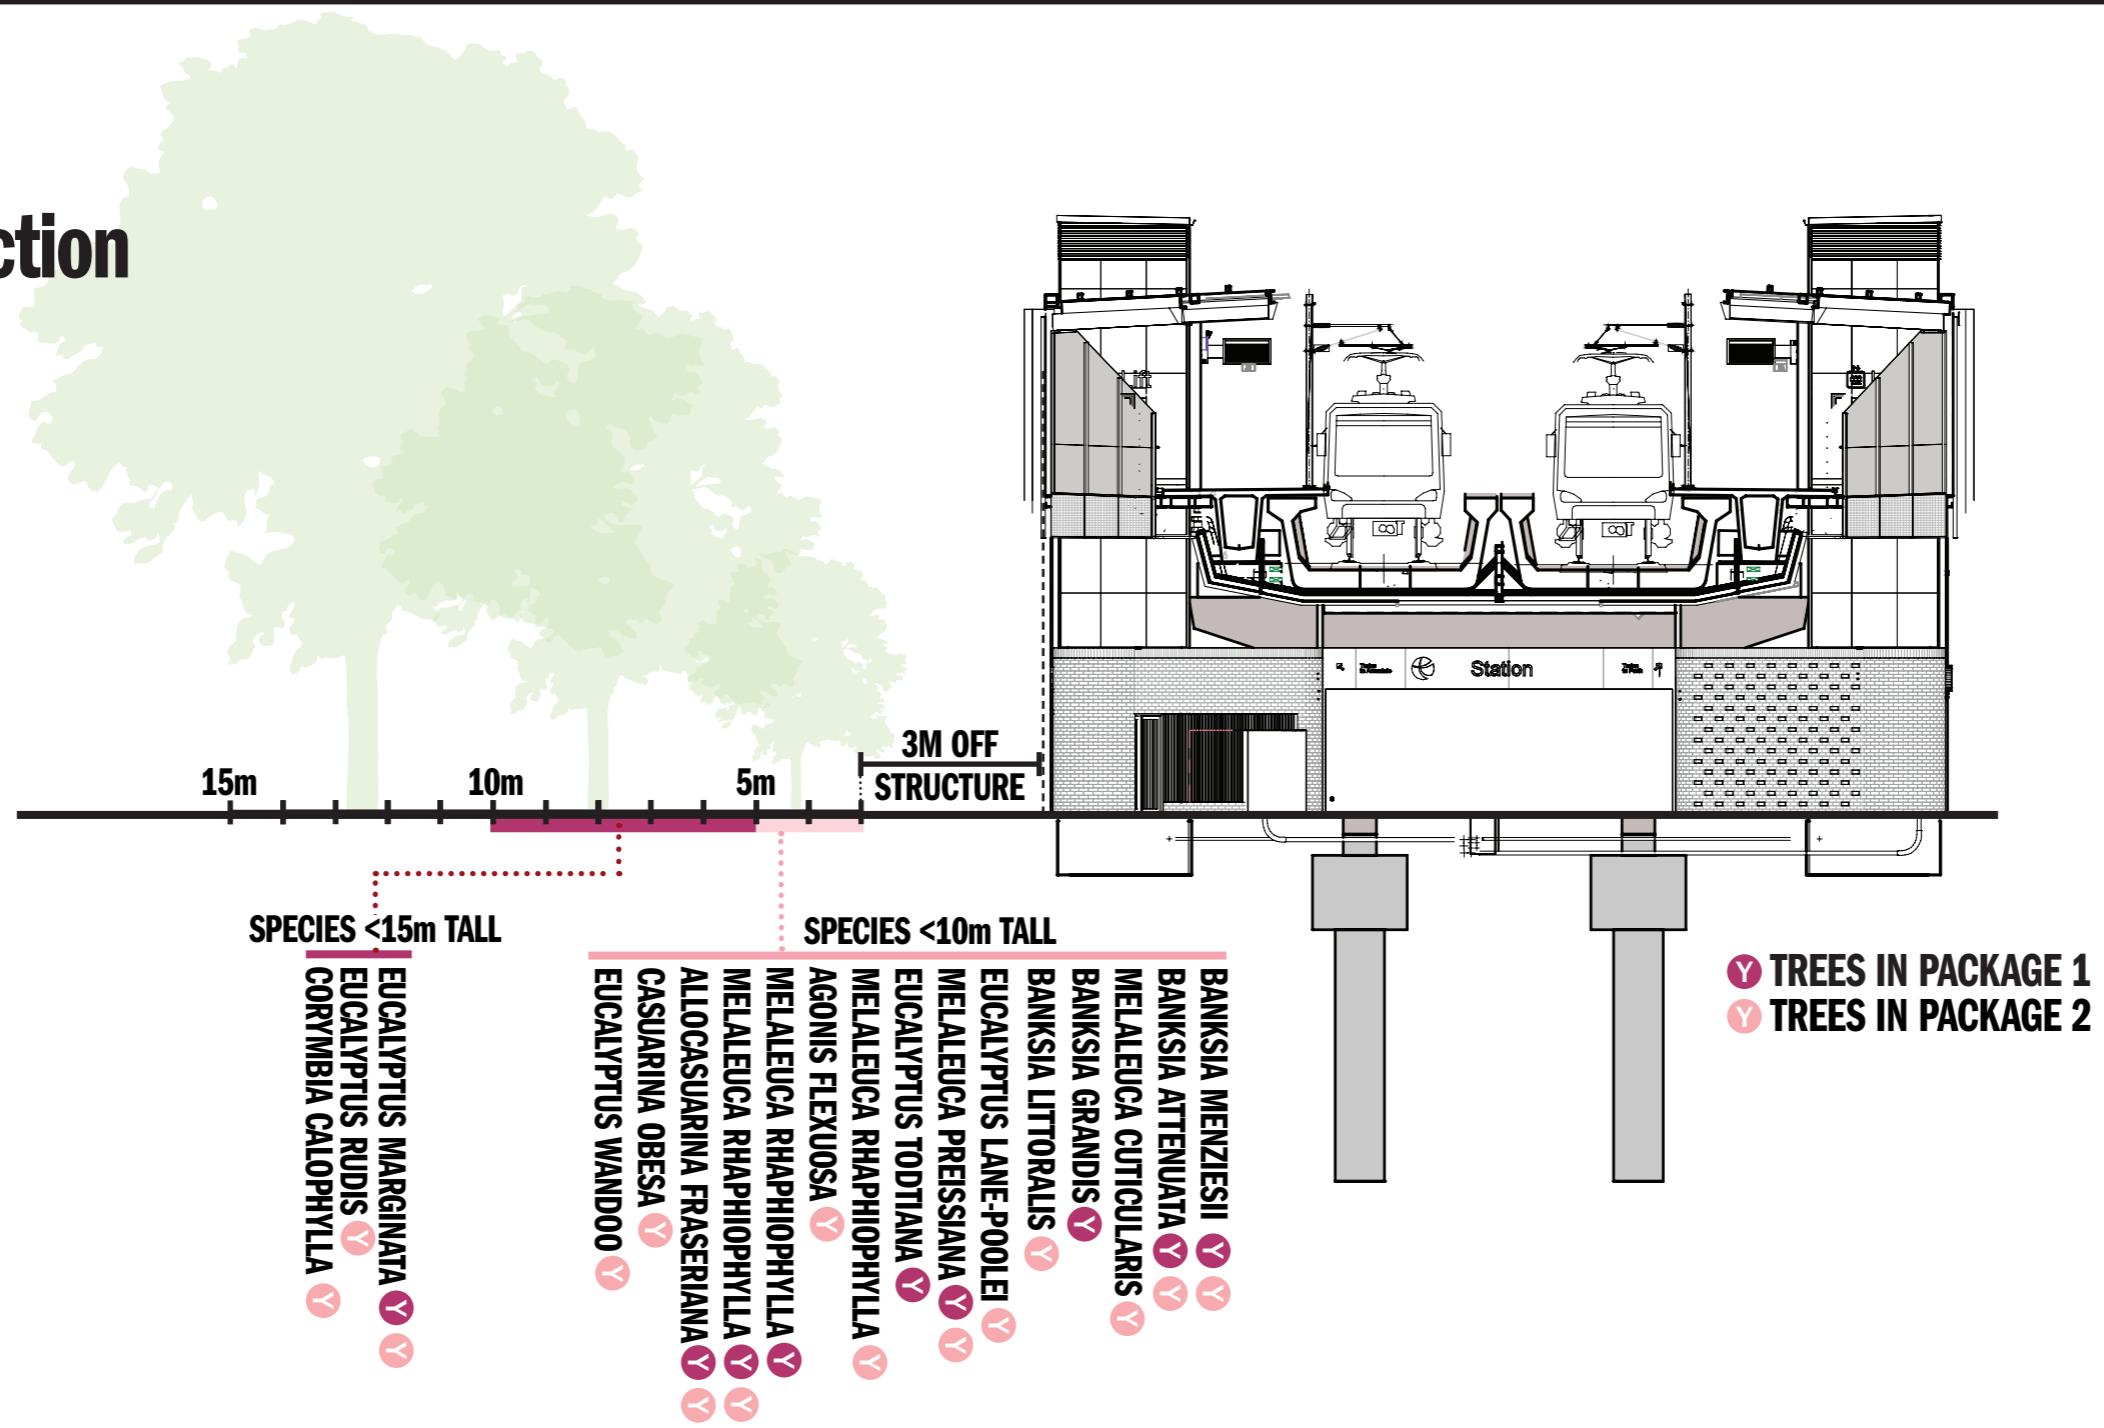 ction
3M OFF
STRUCTURE
15m
10m
5m
Station
SPECIES <15m TALL
CORYMBIA CALOPHYLLA Y
EUCALYPTUS RUDIS Y
EUCALYPTUS MARGINATA Y Y
SPECIES <10m TALL
EUCALYPTUS WANDOO Y
CASUARINA OBESA Y
ALLOCASUARINA FRASERIANA Y Y
MELALEUCA RHAPHIOPHYLLA Y Y
MELALEUCA RHAPHIOPHYLLA Y
AGONIS FLEXUOSA Y
MELALEUCA RHAPHIOPHYLLA Y
EUCALYPTUS TODTIANA Y
MELALEUCA PREISSIANA Y Y
EUCALYPTUS LANE-POOLEI Y
BANKSIA LITTORALIS Y
BANKSIA GRANDIS Y
MELALEUCA CUTICULARIS Y
BANKSIA ATTENUATA Y Y
BANKSIA MENZIESII Y Y
Y TREES IN PACKAGE 1
Y TREES IN PACKAGE 2